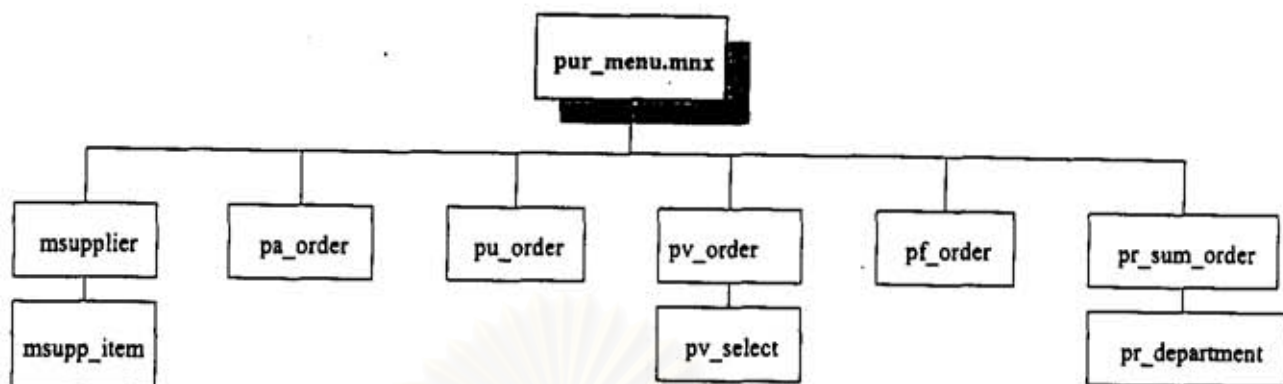 pur_menu.mnx
msupplier
pa_order
pu_order
pv_order
pf_order
pr_sum_order
msupp_item
pv_select
pr_department